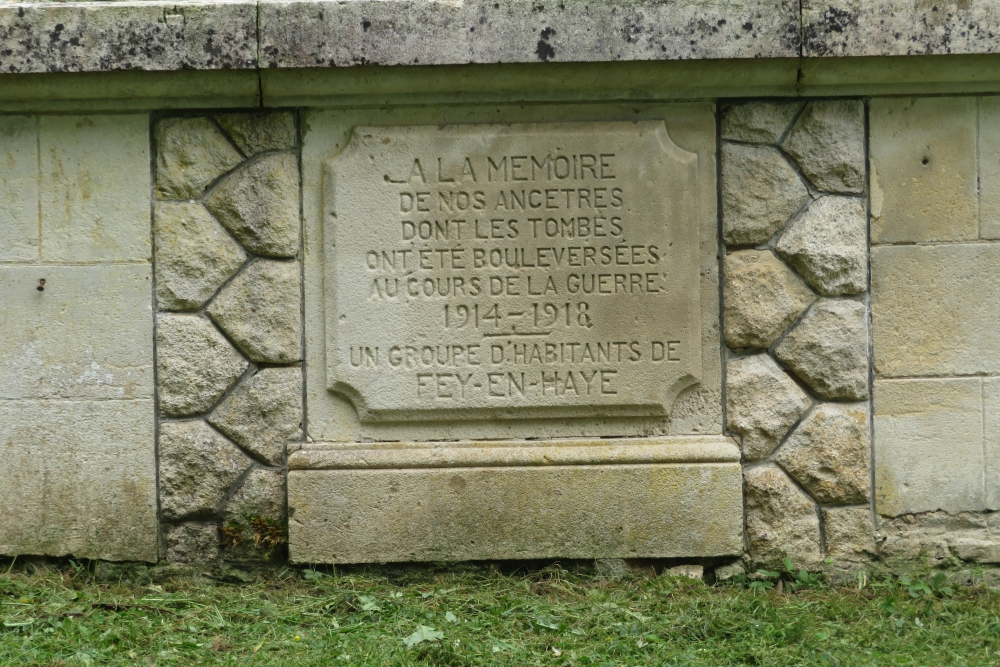 A LA MEMOIRE
DE NOS ANCETRES
DONT LES TOMBÈS
ONT ÉTÉ BOULEVERSÉES
AU COURS DE LA GUERRE
1914-1918
UN GROUPE D'HABITANTS DE
FEY-EN-HAYE